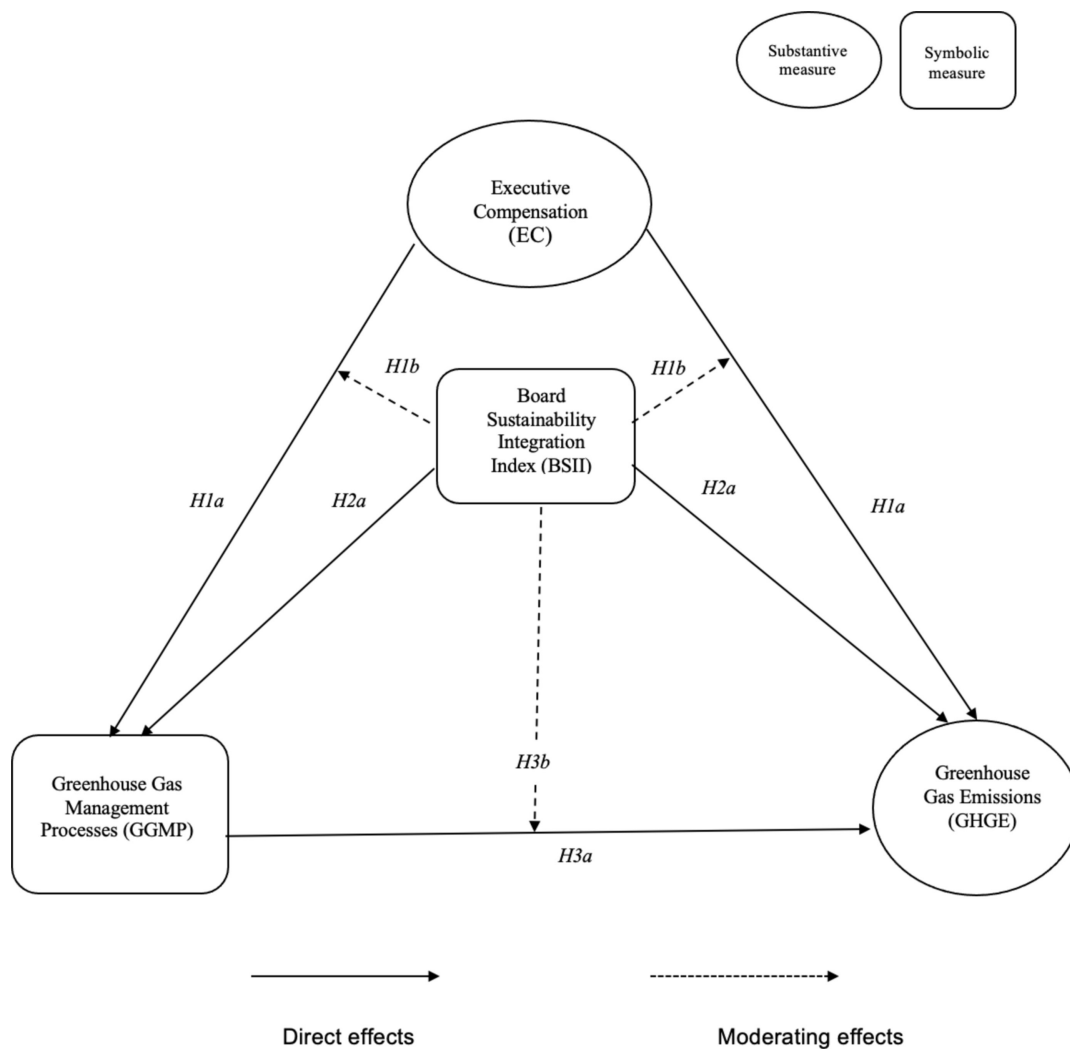 Substantive
measure
Symbolic
measure
Executive
Compensation
(EC)
H1b
H1b
Board
Sustainability
Integration
Index (BSII)
H1a
H2a
H2a
H1a
H3b
Greenhouse Gas
Management
Processes (GGMP)
Greenhouse
Gas Emissions
(GHGE)
H3a
Direct effects
Moderating effects